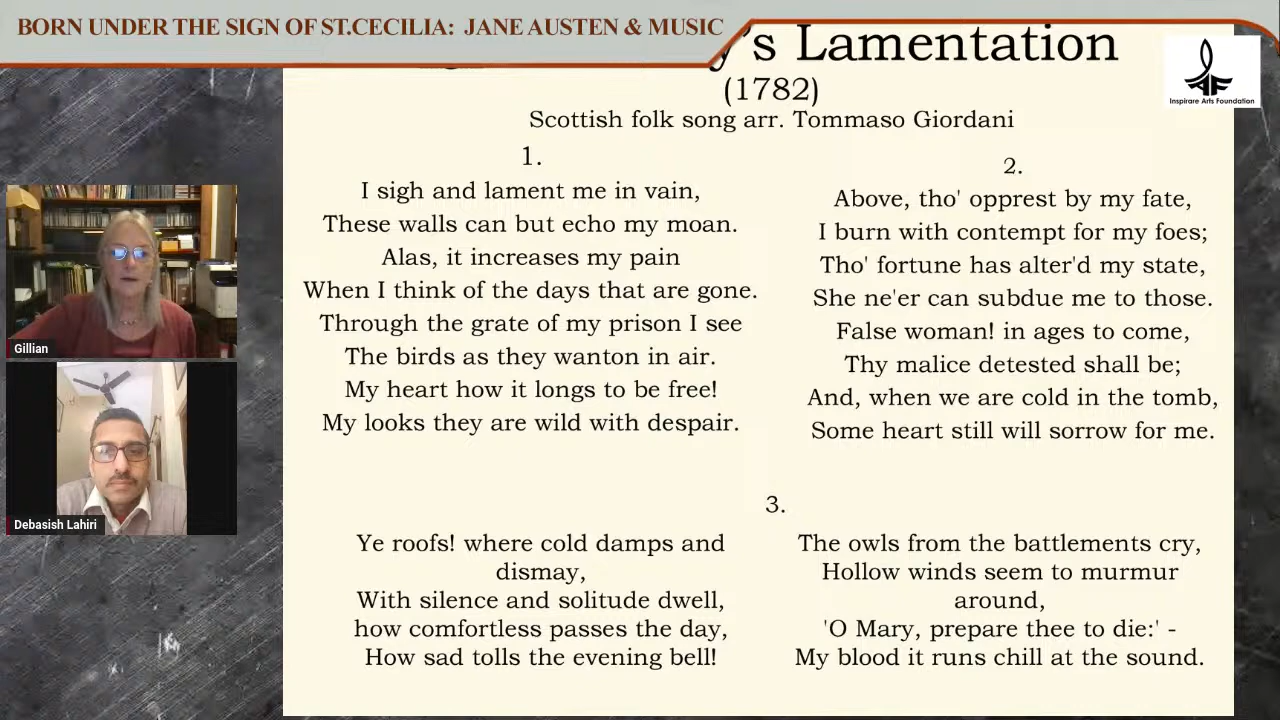 BORN UNDER THE SIGN OF ST.CECILIA: JANE AUSTEN & MUSIC
's Lamentation
(1782)
Scottish folk song arr. Tommaso Giordani
Inspirare Arts Foundation
1.
I sigh and lament me in vain,
These walls can but echo my moan.
Alas, it increases my pain
When I think of the days that are gone.
Through the grate of my prison I see
The birds as they wanton in air.
My heart how it longs to be free!
My looks they are wild with despair.
2.
Above, tho' opprest by my fate,
I burn with contempt for my foes;
Tho' fortune has alter'd my state,
She ne'er can subdue me to those.
False woman! in ages to come,
Thy malice detested shall be;
And, when we are cold in the tomb,
Some heart still will sorrow for me.
3.
Ye roofs! where cold damps and
dismay,
With silence and solitude dwell,
how comfortless passes the day,
How sad tolls the evening bell!
The owls from the battlements cry,
Hollow winds seem to murmur
around,
'O Mary, prepare thee to die:' -
My blood it runs chill at the sound.
Gillian
Debasish Lahiri